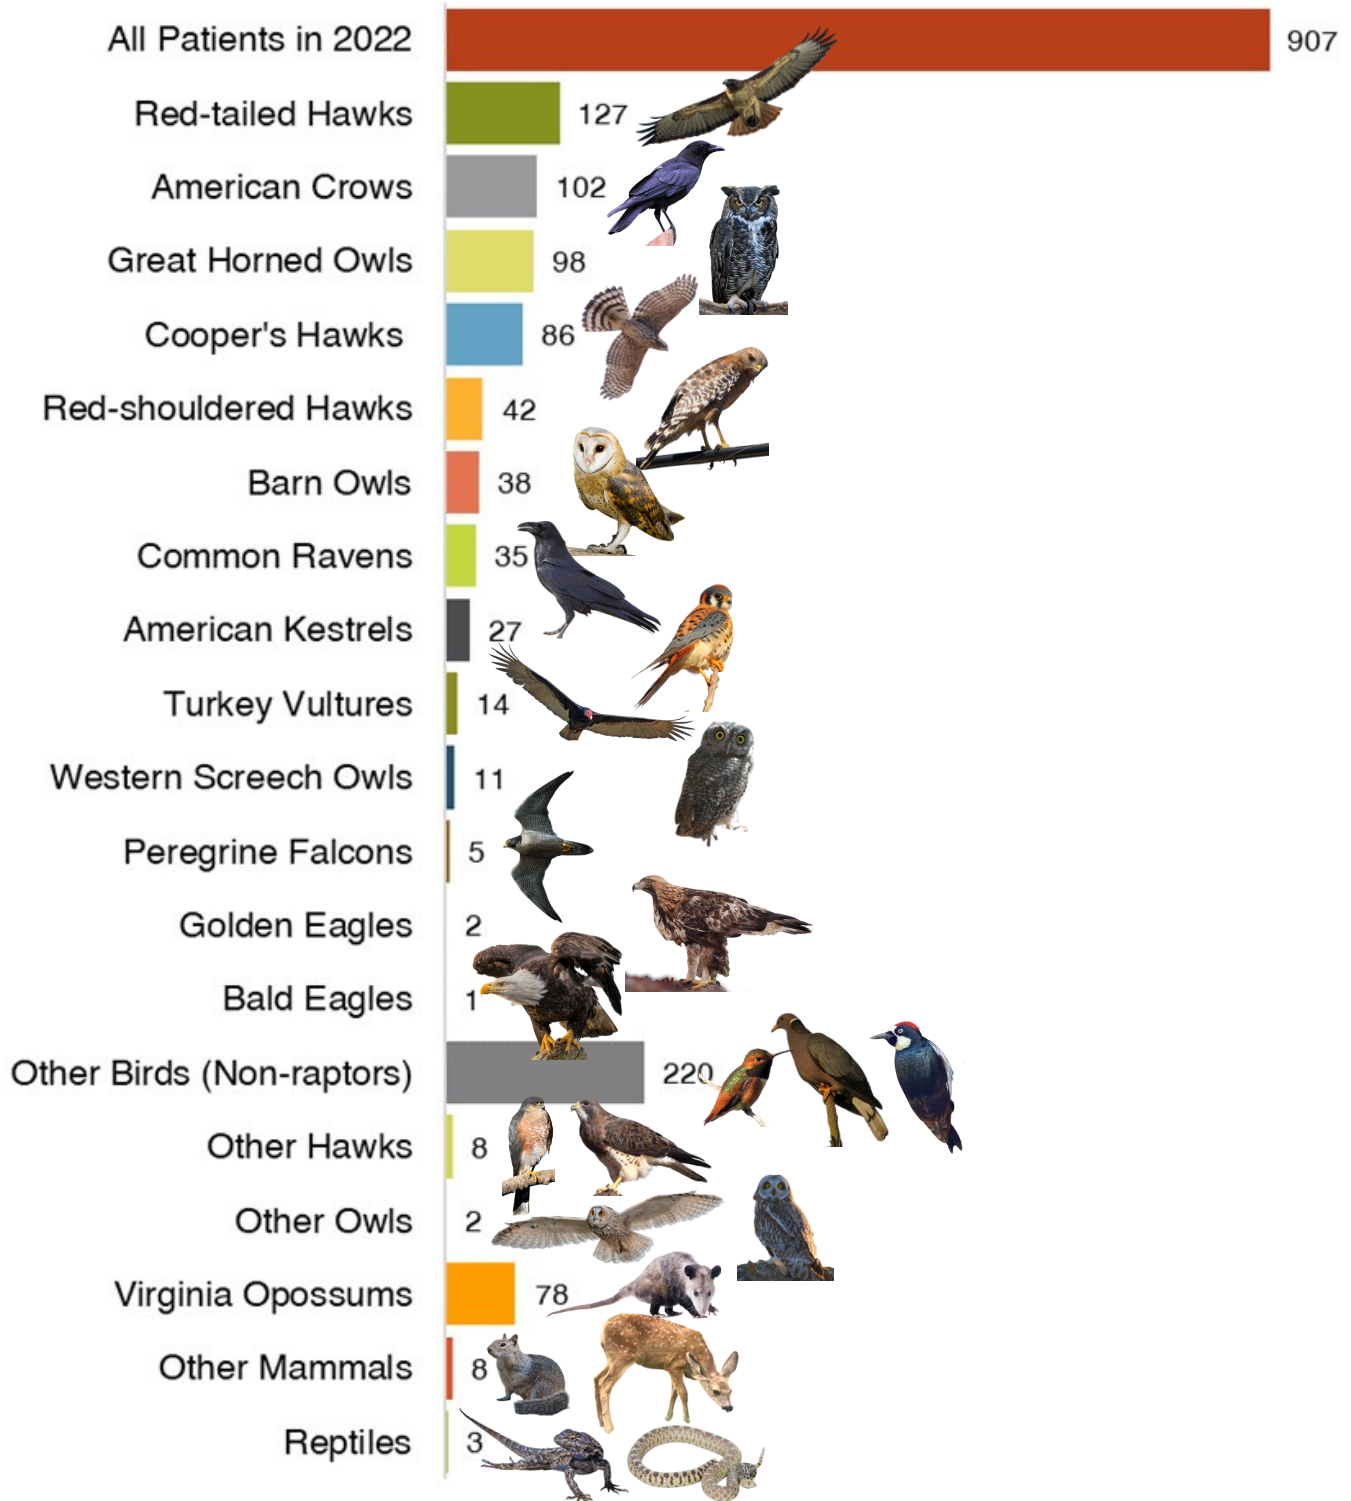 All Patients in 2022 907
Red-tailed Hawks 127
American Crows 102
Great Horned Owls 98
Cooper's Hawks 86
Red-shouldered Hawks 42
Barn Owls 38
Common Ravens 35
American Kestrels 27
Turkey Vultures 14
Western Screech Owls 11
Peregrine Falcons 5
Golden Eagles 2
Bald Eagles 1
Other Birds (Non-raptors) 220
Other Hawks 8
Other Owls 2
Virginia Opossums 78
Other Mammals 8
Reptiles 3